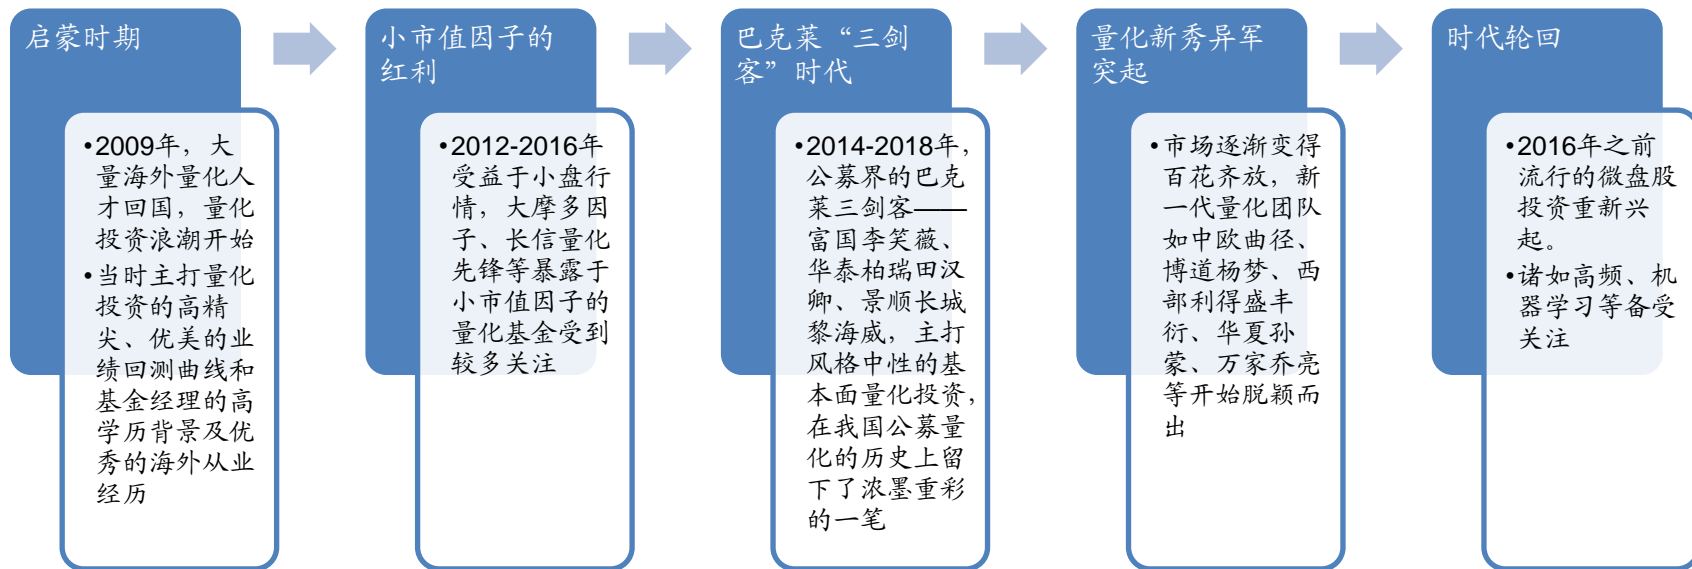 启蒙时期
•2009年，大
量海外量化人
才回国，量化
投资浪潮开始
•当时主打量化
投资的高精
尖、优美的业
绩回测曲线和
基金经理的高
学历背景及优
秀的海外从业
经历
小市值因子的
红利
•2012-2016年
受益于小盘行
情，大摩多因
子、长信量化
先锋等暴露于
小市值因子的
量化基金受到
较多关注
巴克莱“三剑
客”时代
•2014-2018年，
公募界的巴克
莱三剑客——
富国李笑薇、
华泰柏瑞田汉
卿、景顺长城
黎海威，主打
风格中性的基
本面量化投资，
在我国公募量
化的历史上留
下了浓墨重彩
的一笔
量化新秀异军
突起
•市场逐渐变得
百花齐放，新
一代量化团队
如中欧曲径、
博道杨梦、西
部利得盛丰
衍、华夏孙
蒙、万家乔亮
等开始脱颖而
出
时代轮回
•2016年之前
流行的微盘股
投资重新兴
起。
•诸如高频、机
器学习等备受
关注